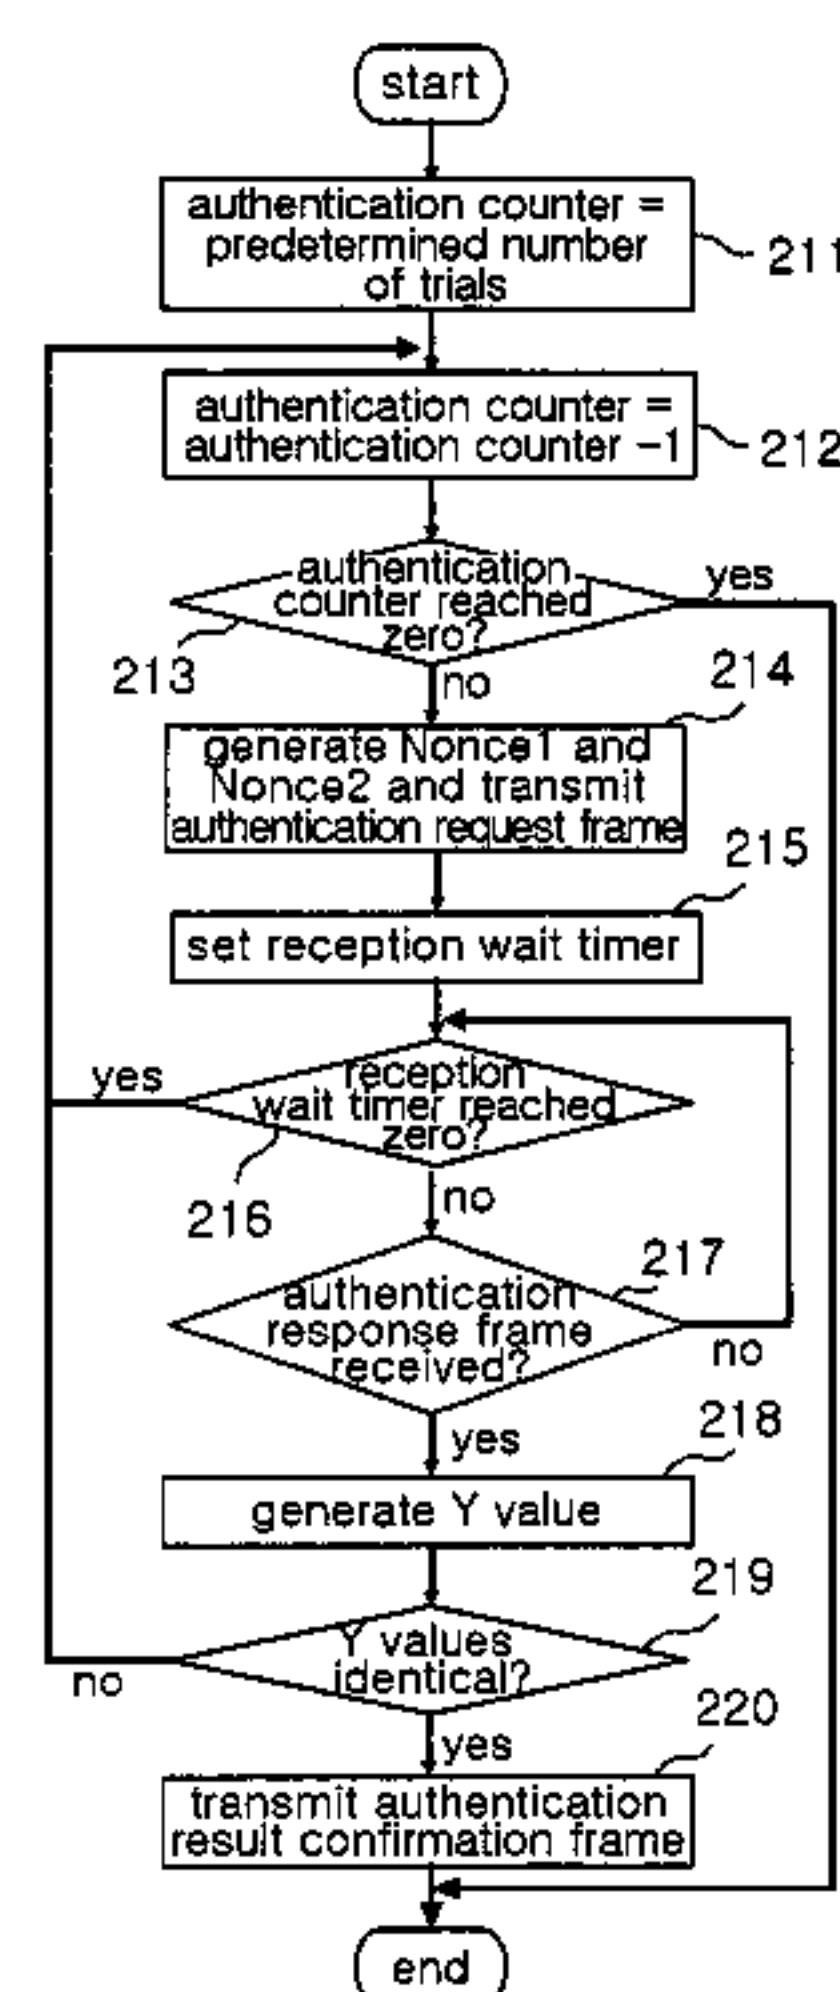 start
authentication counter =
predetermined number
of trials
211
authentication counter =
authentication counter -1
212
authentication
counter reached
zero?
yes
213
no
214
generate Nonce1 and
Nonce2 and transmit
authentication request frame
215
set reception wait timer
reception
wait timer reached
zero?
yes
216
no
217
authentication
response frame
received?
no
yes
218
generate Y value
219
Y values
identical?
no
yes
220
transmit authentication
result confirmation frame
end